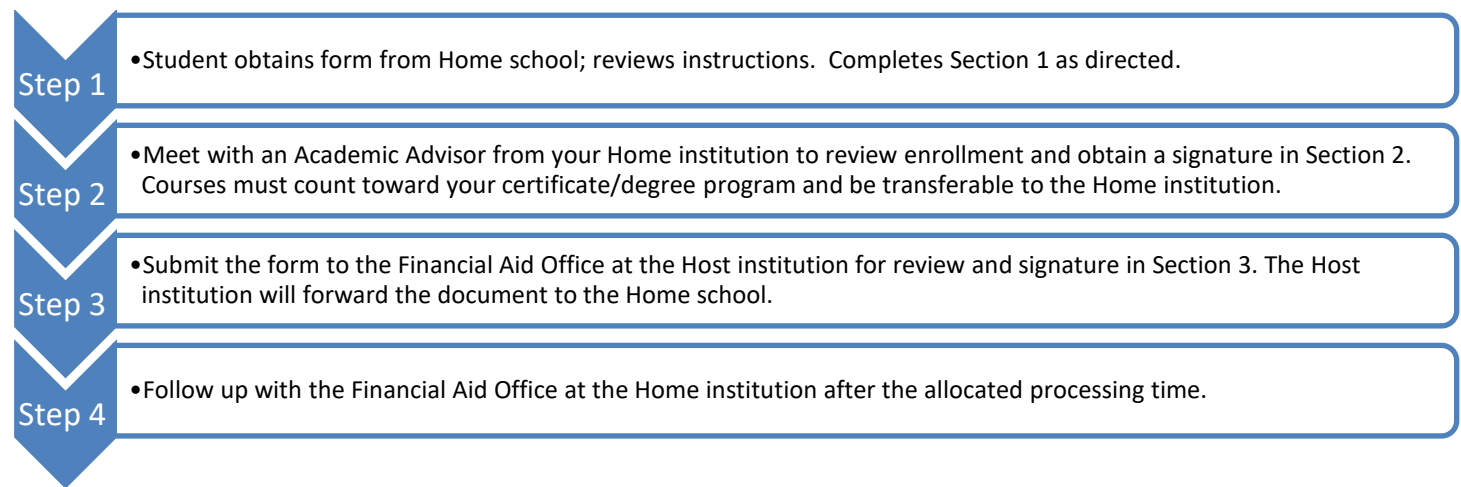 Step 1
•Student obtains form from Home school; reviews instructions.  Completes Section 1 as directed.
Step 2
•Meet with an Academic Advisor from your Home institution to review enrollment and obtain a signature in Section 2.
Courses must count toward your certificate/degree program and be transferable to the Home institution.
Step 3
•Submit the form to the Financial Aid Office at the Host institution for review and signature in Section 3. The Host
institution will forward the document to the Home school.
Step 4
•Follow up with the Financial Aid Office at the Home institution after the allocated processing time.